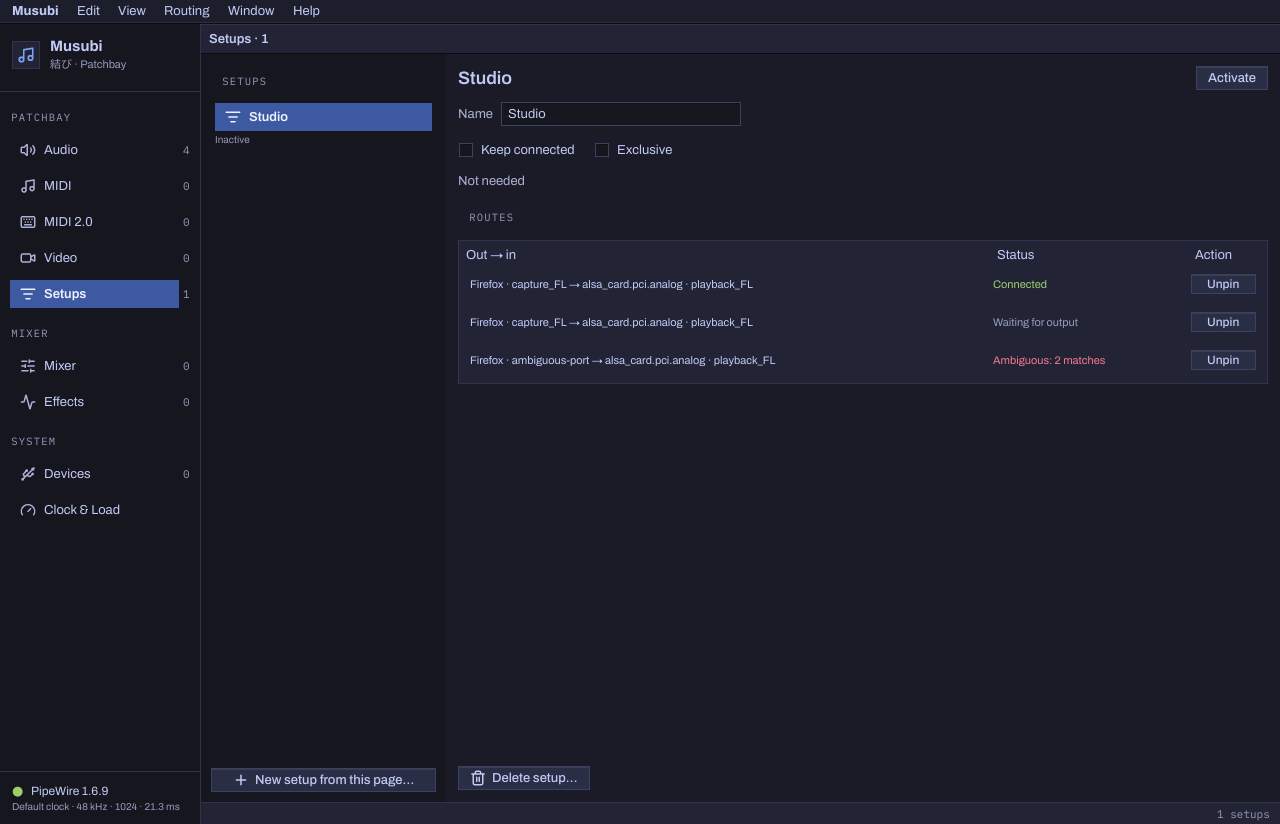 Musubi Edit View Routing Window Help
Musubi
結び · Patchbay
PATCHBAY
Audio 4
MIDI 0
MIDI 2.0 0
Video 0
Setups 1
MIXER
Mixer 0
Effects 0
SYSTEM
Devices 0
Clock & Load
PipeWire 1.6.9
Default clock · 48 kHz · 1024 · 21.3 ms
Setups · 1
SETUPS
Studio
Inactive
New setup from this page...
Studio
Activate
Name Studio
Keep connected Exclusive
Not needed
ROUTES
Out → in Status Action
Firefox · capture_FL → alsa_card.pci.analog · playback_FL Connected Unpin
Firefox · capture_FL → alsa_card.pci.analog · playback_FL Waiting for output Unpin
Firefox · ambiguous-port → alsa_card.pci.analog · playback_FL Ambiguous: 2 matches Unpin
Delete setup...
1 setups